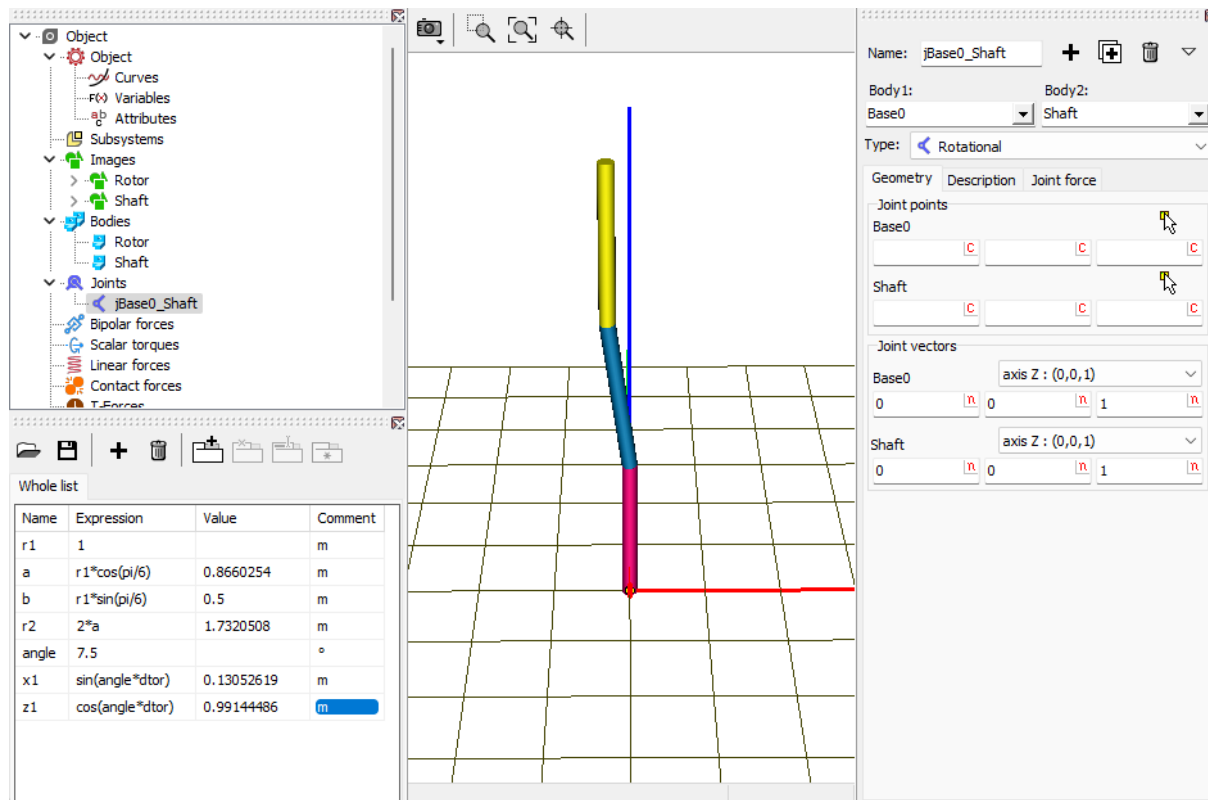 Object
Object
Curves
F(x) Variables
a b c Attributes
Subsystems
Images
Rotor
Shaft
Bodies
Rotor
Shaft
Joints
jBase0_Shaft
Bipolar forces
Scalar torques
Linear forces
Contact forces
T-Forces
Whole list
Name Expression Value Comment
r1 1 m
a r1*cos(pi/6) 0.8660254 m
b r1*sin(pi/6) 0.5 m
r2 2*a 1.7320508 m
angle 7.5 °
x1 sin(angle*dtor) 0.13052619 m
z1 cos(angle*dtor) 0.99144486 m
Name: jBase0_Shaft
Body1: Body2:
Base0 Shaft
Type: Rotational
Geometry Description Joint force
Joint points
Base0
C C C
Shaft
C C C
Joint vectors
Base0 axis Z : (0,0,1)
0 n 0 n 1 n
Shaft axis Z : (0,0,1)
0 n 0 n 1 n